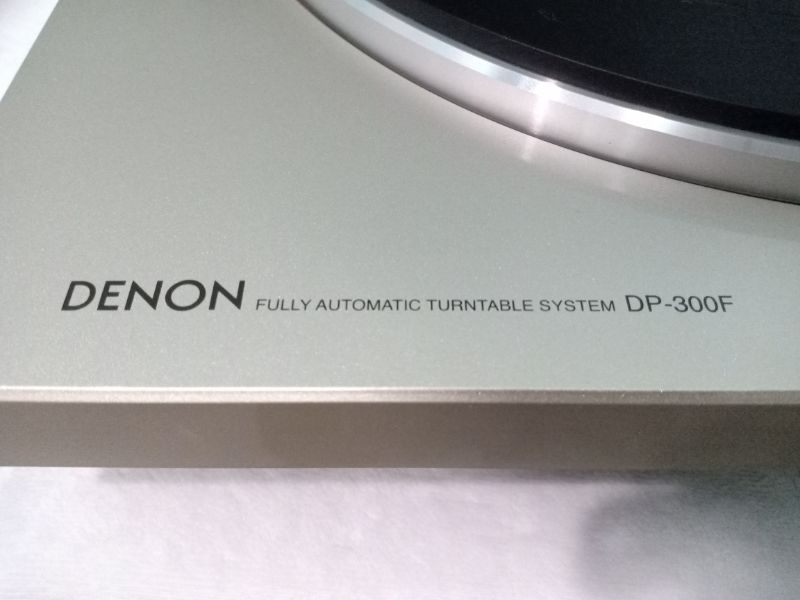 DENON FULLY AUTOMATIC TURNTABLE SYSTEM DP-300F